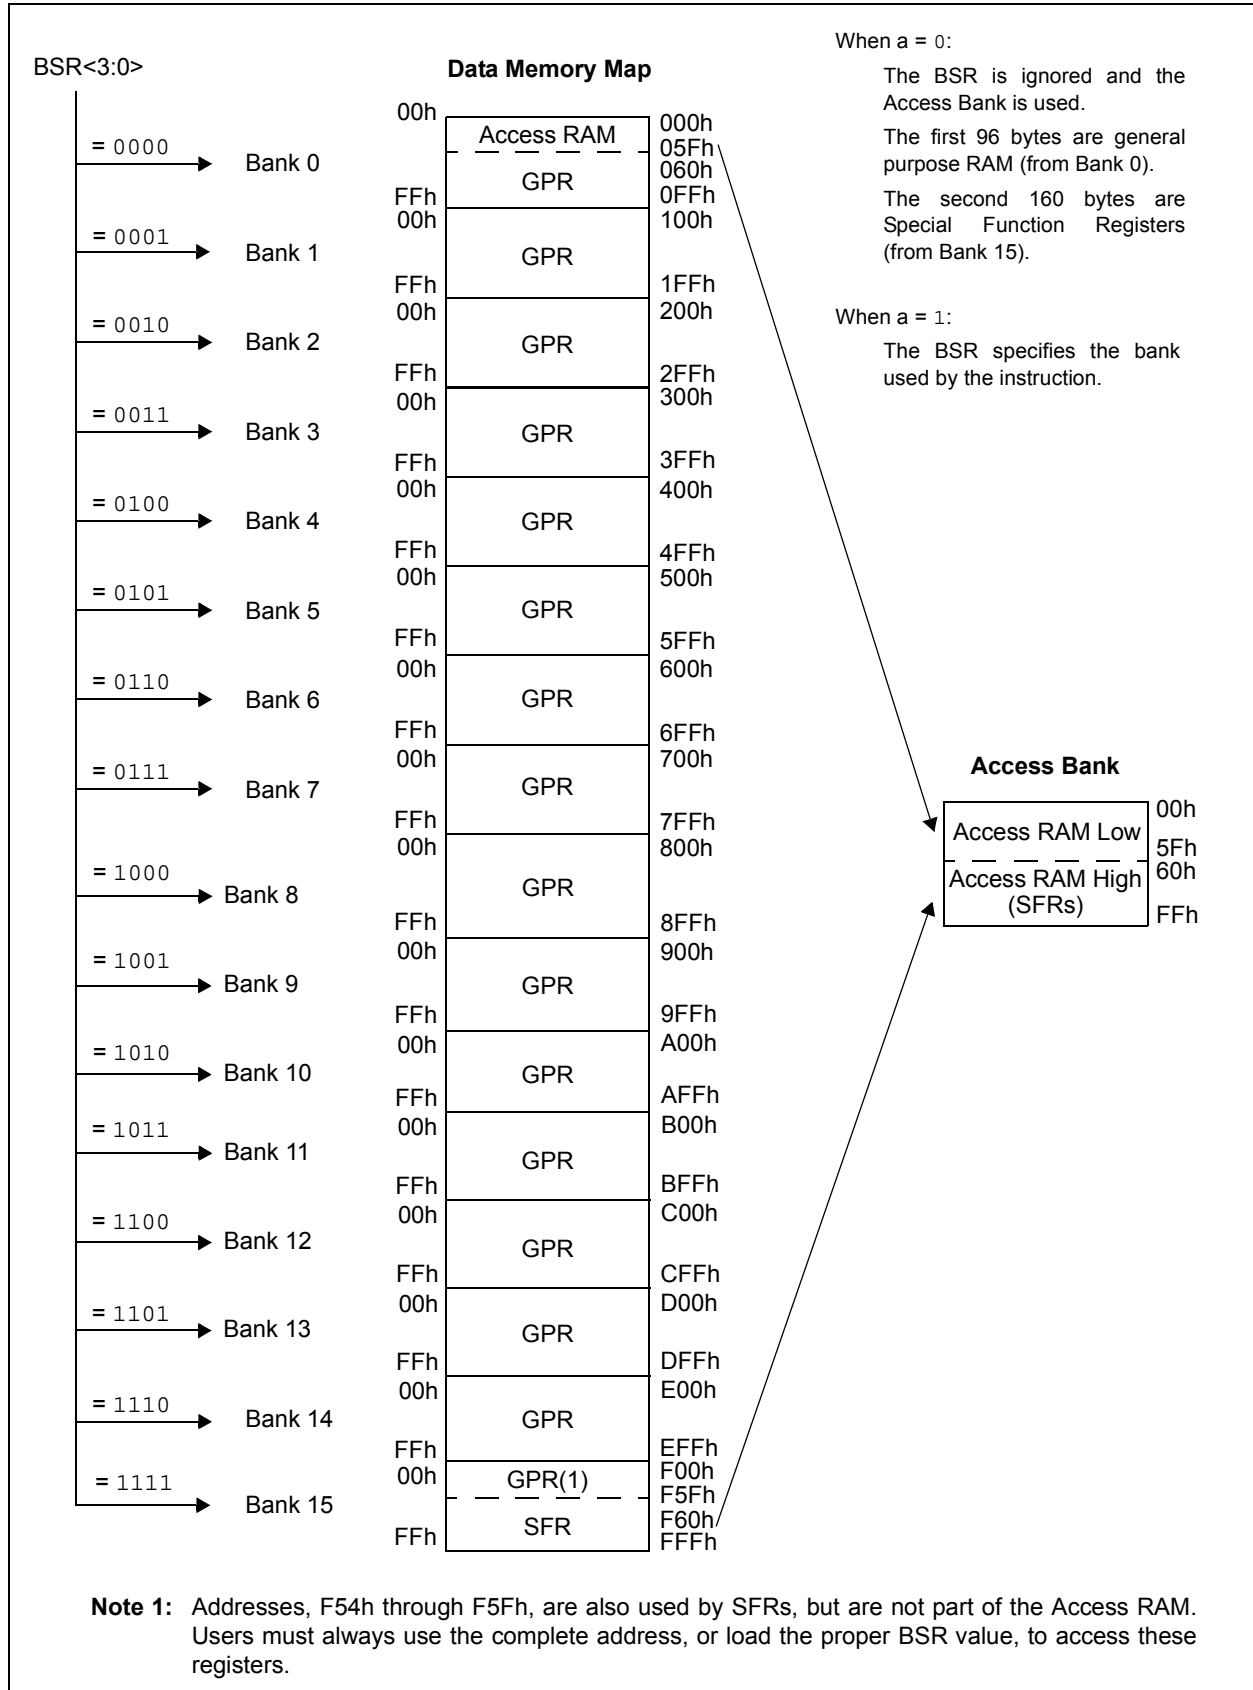 BSR<3:0>
Data Memory Map
When a = 0:
The BSR is ignored and the
Access Bank is used.
The first 96 bytes are general
purpose RAM (from Bank 0).
The second 160 bytes are
Special Function Registers
(from Bank 15).
When a = 1:
The BSR specifies the bank
used by the instruction.
= 0000
Bank 0
00h
Access RAM
000h
05Fh
060h
GPR
FFh
0FFh
= 0001
Bank 1
00h
100h
GPR
FFh
1FFh
= 0010
Bank 2
00h
200h
GPR
FFh
2FFh
= 0011
Bank 3
00h
300h
GPR
FFh
3FFh
= 0100
Bank 4
00h
400h
GPR
FFh
4FFh
= 0101
Bank 5
00h
500h
GPR
FFh
5FFh
= 0110
Bank 6
00h
600h
GPR
FFh
6FFh
= 0111
Bank 7
00h
700h
GPR
FFh
7FFh
= 1000
Bank 8
00h
800h
GPR
FFh
8FFh
= 1001
Bank 9
00h
900h
GPR
FFh
9FFh
= 1010
Bank 10
00h
A00h
GPR
FFh
AFFh
= 1011
Bank 11
00h
B00h
GPR
FFh
BFFh
= 1100
Bank 12
00h
C00h
GPR
FFh
CFFh
= 1101
Bank 13
00h
D00h
GPR
FFh
DFFh
= 1110
Bank 14
00h
E00h
GPR
FFh
EFFh
= 1111
Bank 15
00h
F00h
GPR(1)
F5Fh
F60h
SFR
FFh
FFFh
Access Bank
00h
Access RAM Low
5Fh
60h
Access RAM High
(SFRs)
FFh
Note 1: Addresses, F54h through F5Fh, are also used by SFRs, but are not part of the Access RAM.
Users must always use the complete address, or load the proper BSR value, to access these
registers.